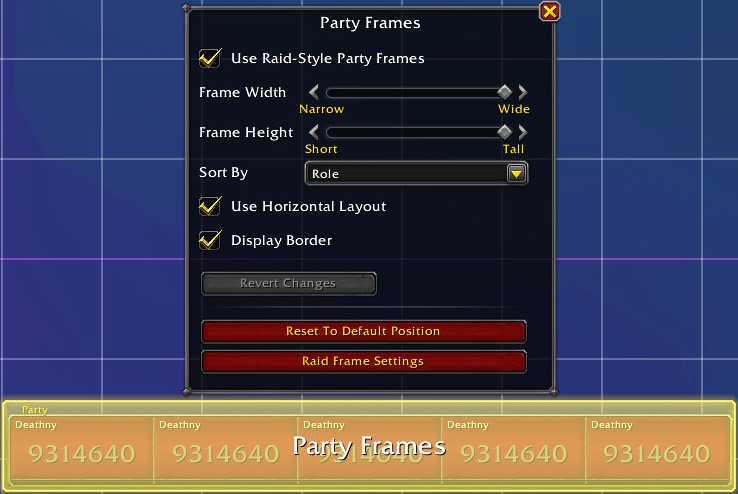 Party Frames
Use Raid-Style Party Frames
Frame Width
Narrow Wide
Frame Height
Short Tall
Sort By Role
Use Horizontal Layout
Display Border
Revert Changes
Reset To Default Position
Raid Frame Settings
Party
Deathny Deathny Deathny Deathny Deathny
9314640 9314640 9314640 9314640 9314640
Party Frames